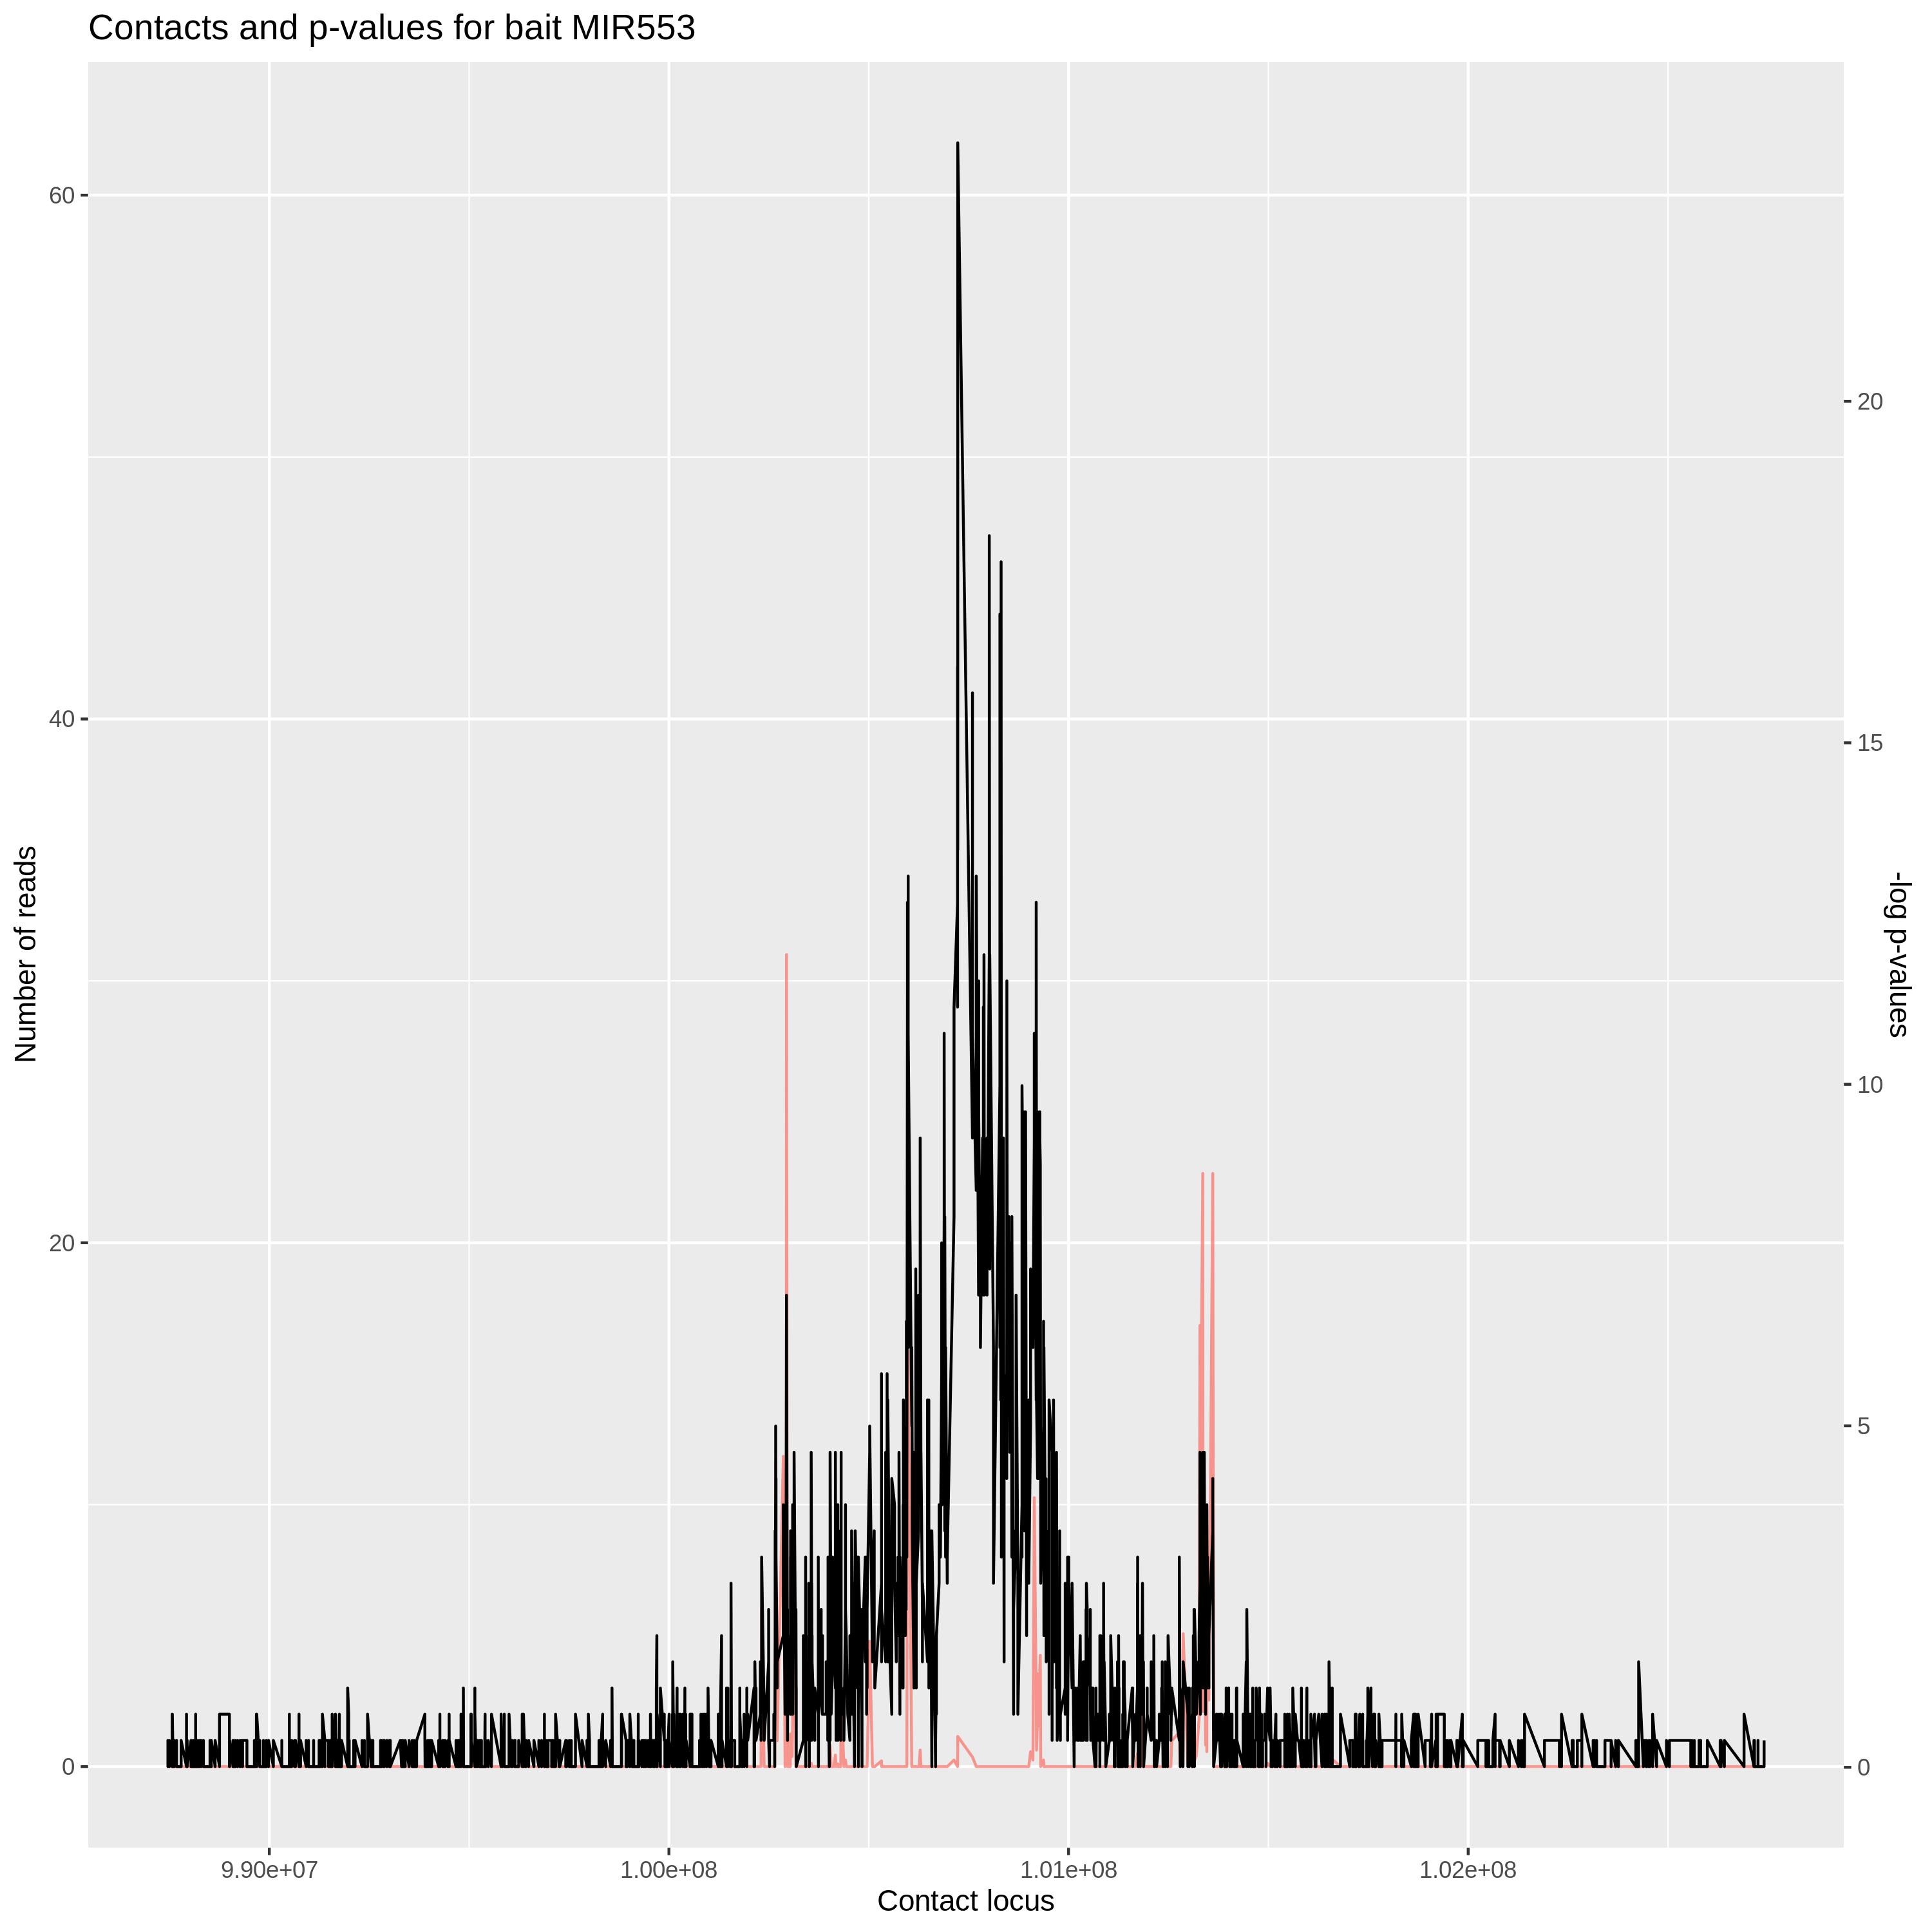 Contacts and p-values for bait MIR553
60
40
20
0
Number of reads
20
15
10
5
0
-log p-values
9.90e+07
1.00e+08
1.01e+08
1.02e+08
Contact locus